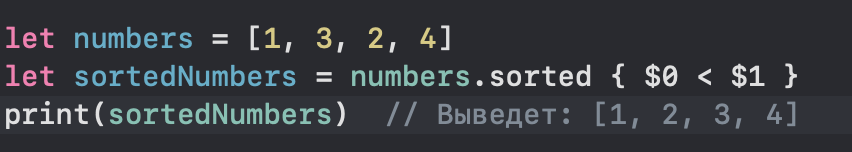 let numbers = [1, 3, 2, 4]
let sortedNumbers = numbers.sorted { $0 < $1 }
print(sortedNumbers)  // Выведет: [1, 2, 3, 4]